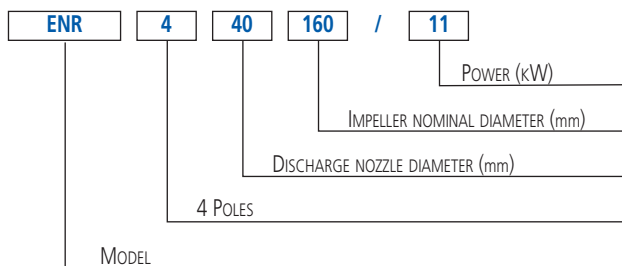 ENR 4 40 160 / 11
Power (kW)
Impeller nominal diameter (mm)
Discharge nozzle diameter (mm)
4 Poles
Model